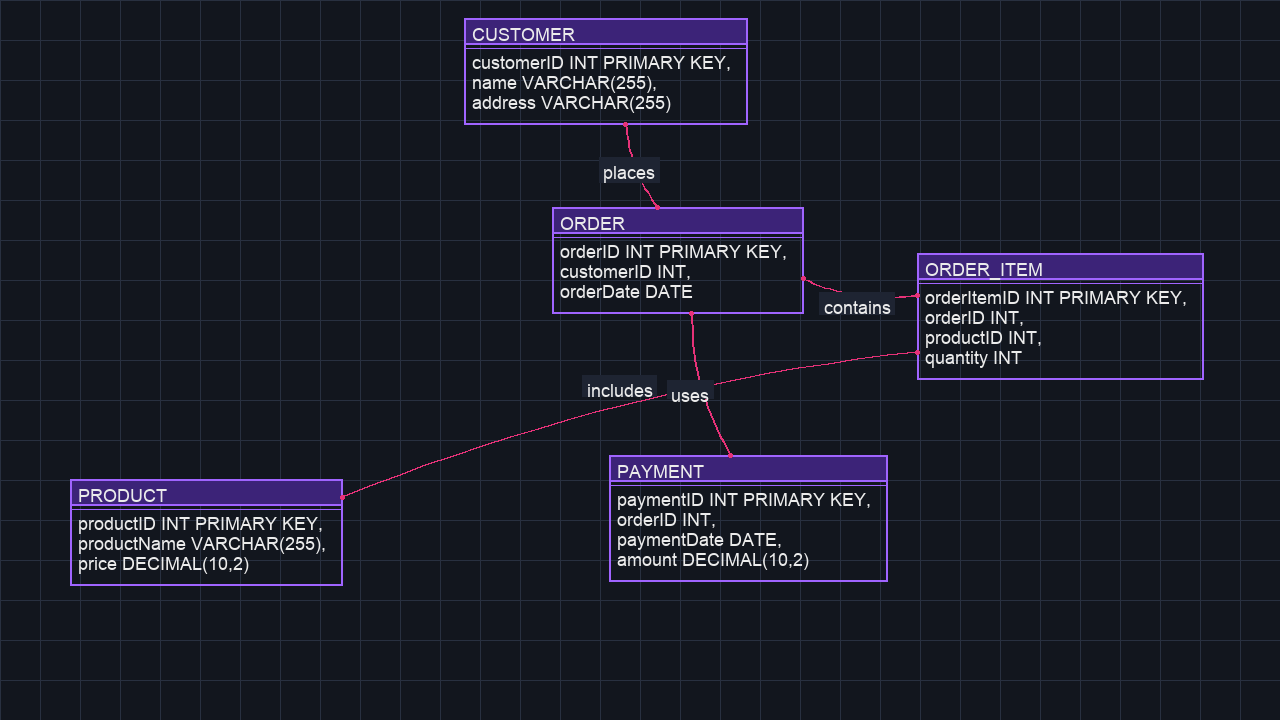 CUSTOMER
customerID INT PRIMARY KEY,
name VARCHAR(255),
address VARCHAR(255)
places
ORDER
orderID INT PRIMARY KEY,
customerID INT,
orderDate DATE
contains
ORDER_ITEM
orderItemID INT PRIMARY KEY,
orderID INT,
productID INT,
quantity INT
includes
uses
PRODUCT
productID INT PRIMARY KEY,
productName VARCHAR(255),
price DECIMAL(10,2)
PAYMENT
paymentID INT PRIMARY KEY,
orderID INT,
paymentDate DATE,
amount DECIMAL(10,2)